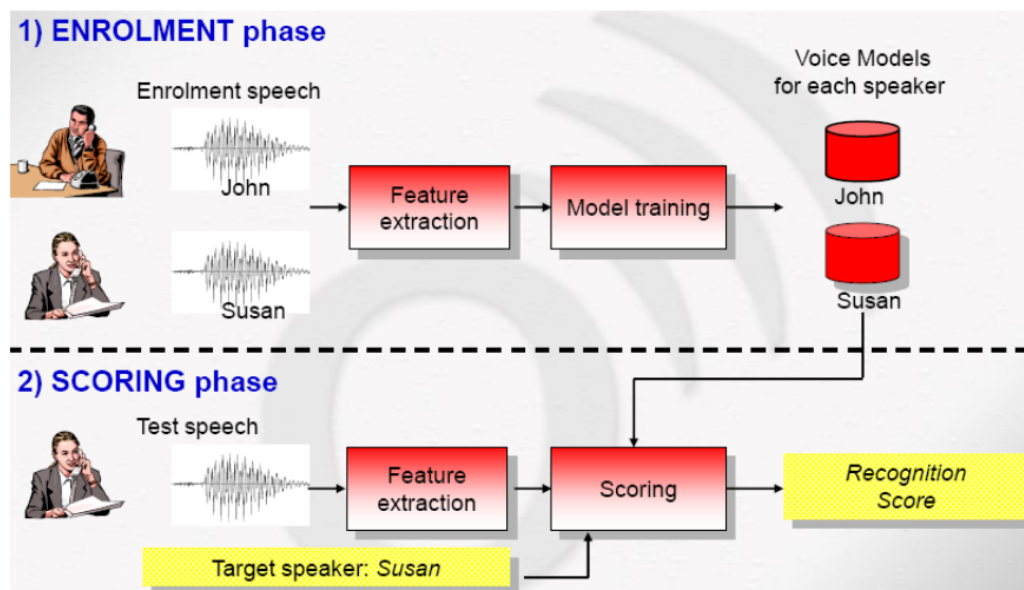 1) ENROLMENT phase
Enrolment speech
John
Susan
Feature
extraction
Model training
Voice Models
for each speaker
John
Susan
2) SCORING phase
Test speech
Feature
extraction
Scoring
Recognition
Score
Target speaker: Susan